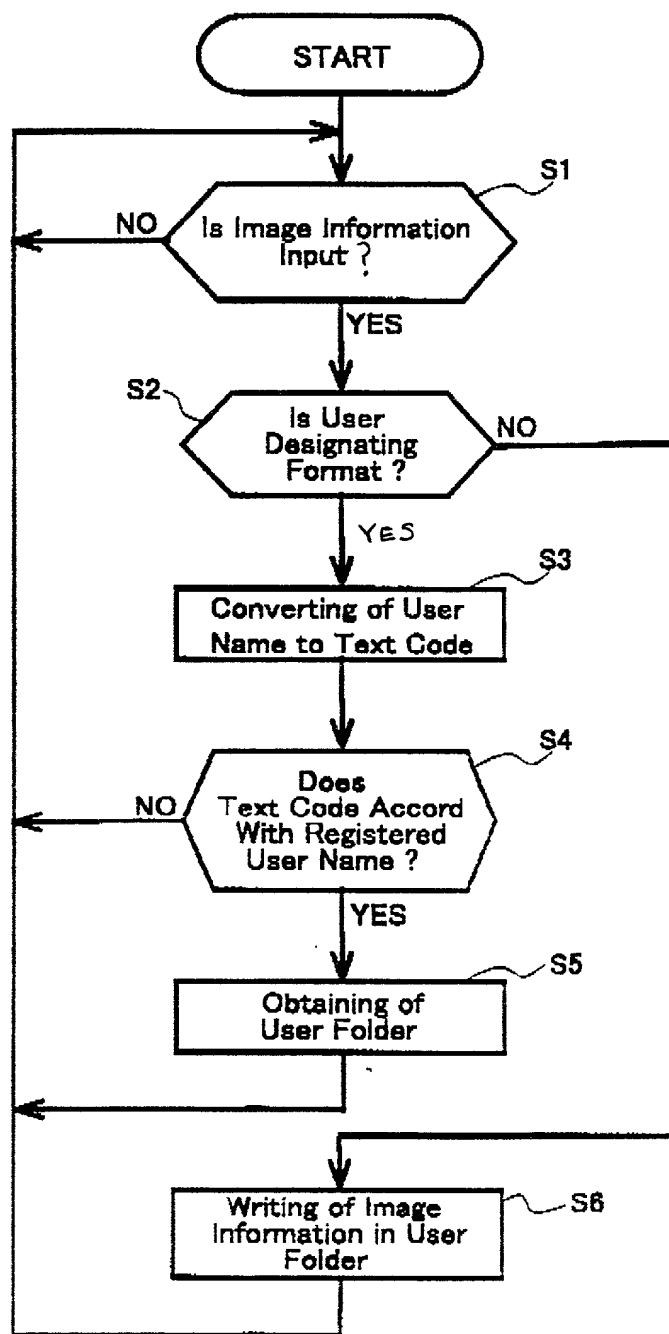 START
S1
NO
Is Image Information
Input ?
YES
S2
Is User
Designating
Format ?
NO
YES
S3
Converting of User
Name to Text Code
S4
Does
Text Code Accord
With Registered
User Name ?
NO
YES
S5
Obtaining of
User Folder
Writing of Image
Information in User
Folder
S6